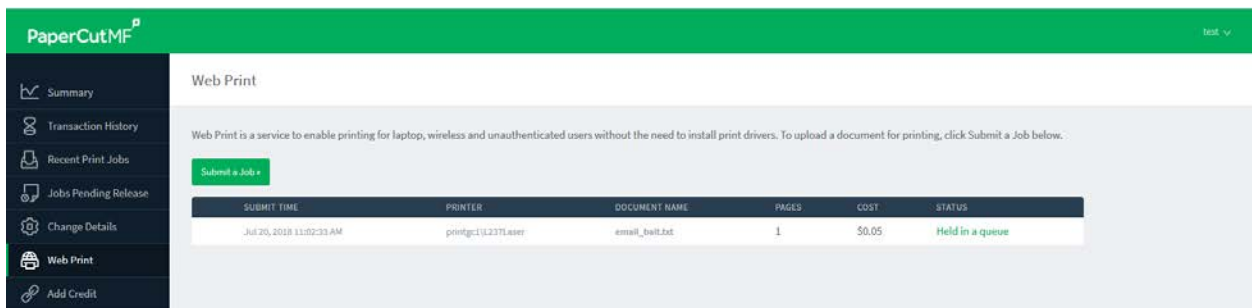 PaperCutMF
test
Web Print
Summary
Transaction History
Web Print is a service to enable printing for laptop, wireless and unauthenticated users without the need to install print drivers. To upload a document for printing, click Submit a Job below.
Recent Print Jobs
Submit a Job »
Jobs Pending Release
SUBMIT TIME PRINTER DOCUMENT NAME PAGES COST STATUS
Change Details
Jul 20, 2018 11:02:33 AM 1 $0.05 Held in a queue
Web Print
Add Credit